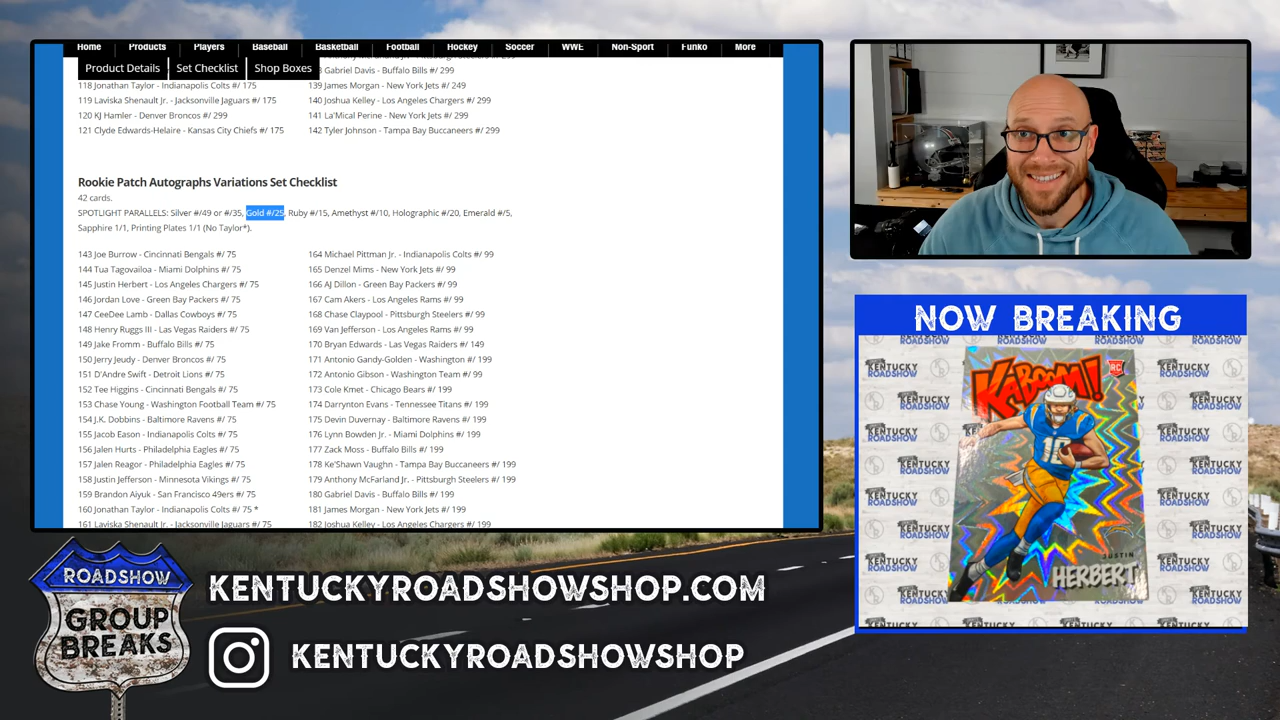 Home Products Players Baseball Basketball Football Hockey Soccer WWE Non-Sport Funko More
Product Details Set Checklist Shop Boxes
118 Jonathan Taylor - Indianapolis Colts #/ 175
119 Laviska Shenault Jr. - Jacksonville Jaguars #/ 175
120 KJ Hamler - Denver Broncos #/ 299
121 Clyde Edwards-Helaire - Kansas City Chiefs #/ 175
Gabriel Davis - Buffalo Bills #/ 299
139 James Morgan - New York Jets #/ 249
140 Joshua Kelley - Los Angeles Chargers #/ 299
141 La'Mical Perine - New York Jets #/ 299
142 Tyler Johnson - Tampa Bay Buccaneers #/ 299
Rookie Patch Autographs Variations Set Checklist
42 cards.
SPOTLIGHT PARALLELS: Silver #/49 or #/35, Gold #/25, Ruby #/15, Amethyst #/10, Holographic #/20, Emerald #/5,
Sapphire 1/1, Printing Plates 1/1 (No Taylor*).
143 Joe Burrow - Cincinnati Bengals #/ 75
144 Tua Tagovailoa - Miami Dolphins #/ 75
145 Justin Herbert - Los Angeles Chargers #/ 75
146 Jordan Love - Green Bay Packers #/ 75
147 CeeDee Lamb - Dallas Cowboys #/ 75
148 Henry Ruggs III - Las Vegas Raiders #/ 75
149 Jake Fromm - Buffalo Bills #/ 75
150 Jerry Jeudy - Denver Broncos #/ 75
151 D'Andre Swift - Detroit Lions #/ 75
152 Tee Higgins - Cincinnati Bengals #/ 75
153 Chase Young - Washington Football Team #/ 75
154 J.K. Dobbins - Baltimore Ravens #/ 75
155 Jacob Eason - Indianapolis Colts #/ 75
156 Jalen Hurts - Philadelphia Eagles #/ 75
157 Jalen Reagor - Philadelphia Eagles #/ 75
158 Justin Jefferson - Minnesota Vikings #/ 75
159 Brandon Aiyuk - San Francisco 49ers #/ 75
160 Jonathan Taylor - Indianapolis Colts #/ 75 *
161 Laviska Shenault Jr. - Jacksonville Jaguars #/ 75
164 Michael Pittman Jr. - Indianapolis Colts #/ 99
165 Denzel Mims - New York Jets #/ 99
166 AJ Dillon - Green Bay Packers #/ 99
167 Cam Akers - Los Angeles Rams #/ 99
168 Chase Claypool - Pittsburgh Steelers #/ 99
169 Van Jefferson - Los Angeles Rams #/ 99
170 Bryan Edwards - Las Vegas Raiders #/ 149
171 Antonio Gandy-Golden - Washington #/ 199
172 Antonio Gibson - Washington Team #/ 99
173 Cole Kmet - Chicago Bears #/ 199
174 Darrynton Evans - Tennessee Titans #/ 199
175 Devin Duvernay - Baltimore Ravens #/ 199
176 Lynn Bowden Jr. - Miami Dolphins #/ 199
177 Zack Moss - Buffalo Bills #/ 199
178 Ke'Shawn Vaughn - Tampa Bay Buccaneers #/ 199
179 Anthony McFarland Jr. - Pittsburgh Steelers #/ 199
180 Gabriel Davis - Buffalo Bills #/ 199
181 James Morgan - New York Jets #/ 199
182 Joshua Kelley - Los Angeles Chargers #/ 199
NOW BREAKING
KABOOM!
RC
10
JUSTIN
HERBERT
KENTUCKY
ROADSHOW
ROADSHOW
GROUP
BREAKS
KENTUCKYROADSHOWSHOP.COM
KENTUCKYROADSHOWSHOP